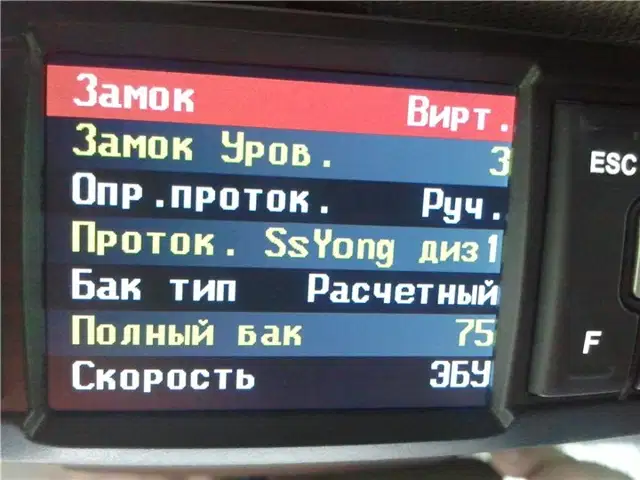 Замок Вирт.
Замок Уров. 3
Опр.проток. Руч.
Проток. SsYong диз1
Бак тип Расчетный
Полный бак 75
Скорость ЭБУ
ESC
F